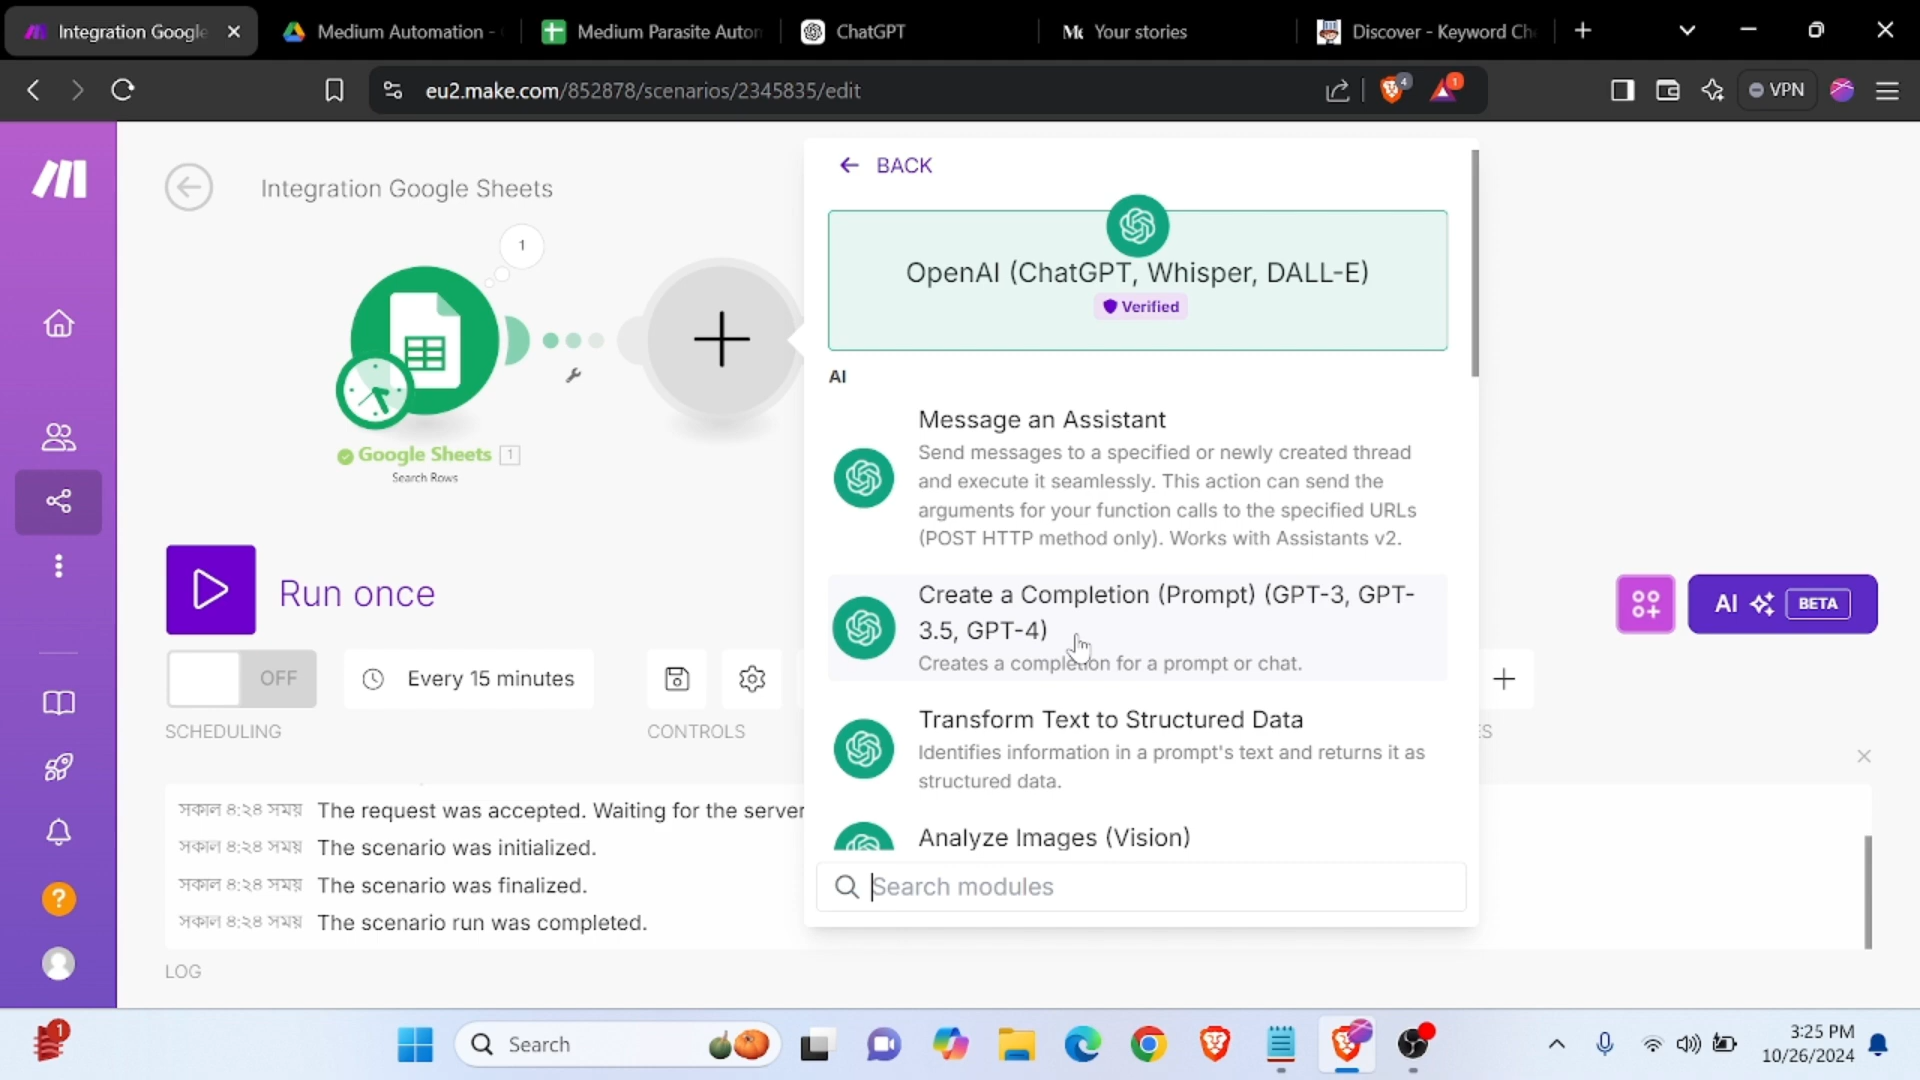 Integration Google
Medium Automation -
Medium Parasite Autom
ChatGPT
Your stories
Discover - Keyword Ch
eu2.make.com/852878/scenarios/2345835/edit
4
1
VPN
Integration Google Sheets
1
Google Sheets 1
Search Rows
Run once
OFF
Every 15 minutes
SCHEDULING
CONTROLS
BACK
OpenAI (ChatGPT, Whisper, DALL-E)
Verified
AI
Message an Assistant
Send messages to a specified or newly created thread
and execute it seamlessly. This action can send the
arguments for your function calls to the specified URLs
(POST HTTP method only). Works with Assistants v2.
Create a Completion (Prompt) (GPT-3, GPT-
3.5, GPT-4)
Creates a completion for a prompt or chat.
Transform Text to Structured Data
Identifies information in a prompt's text and returns it as
structured data.
Analyze Images (Vision)
Search modules
AI BETA
সকাল ৪:২৪ সময় The request was accepted. Waiting for the server
সকাল ৪:২৪ সময় The scenario was initialized.
সকাল ৪:২৪ সময় The scenario was finalized.
সকাল ৪:২৪ সময় The scenario run was completed.
LOG
1
Search
3:25 PM
10/26/2024